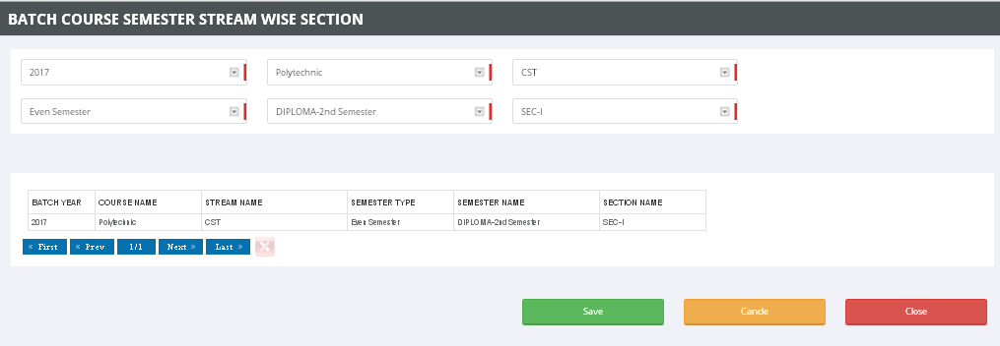 BATCH COURSE SEMESTER STREAM WISE SECTION
2017 Polytechnic CST
Even Semester DIPLOMA-2nd Semester SEC-I
BATCH YEAR COURSE NAME STREAM NAME SEMESTER TYPE SEMESTER NAME SECTION NAME
2017 Polytechnic CST Even Semester DIPLOMA-2nd Semester SEC-I
« First « Prev 1/1 Next » Last »
Save Cancle Close